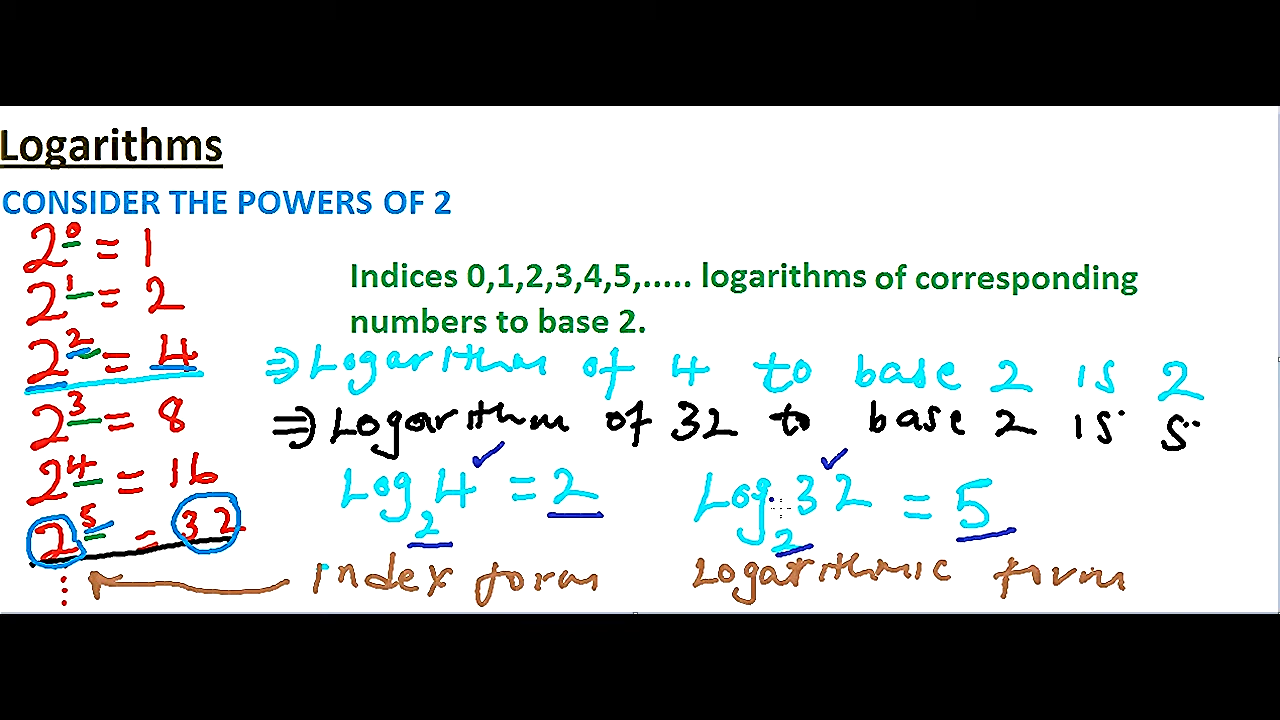 Logarithms
CONSIDER THE POWERS OF 2
2⁰ = 1
2¹ = 2
2² = 4
2³ = 8
2⁴ = 16
2⁵ = 32
⋮
Indices 0,1,2,3,4,5,..... logarithms of corresponding
numbers to base 2.
⇒ Logarithm of 4 to base 2 is 2
⇒ Logarithm of 32 to base 2 is 5
Log₂4 = 2 Log₂32 = 5
index form Logarithmic form